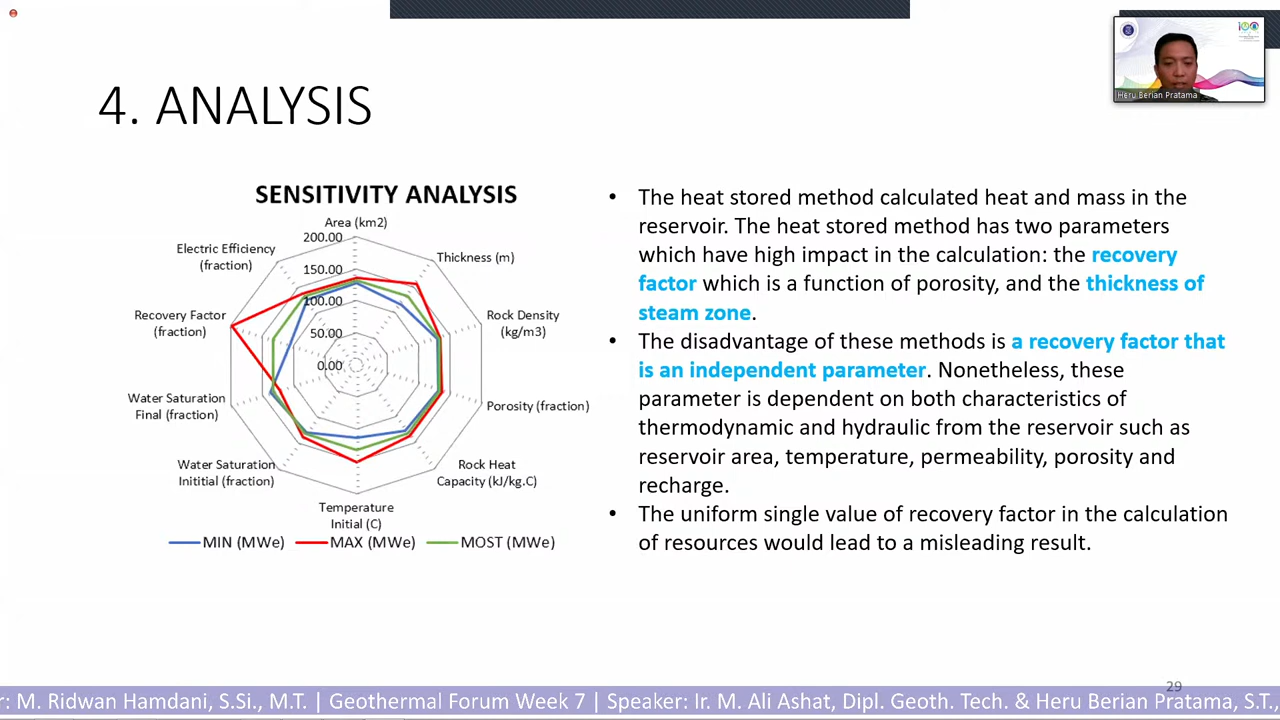 Heru Berian Pratama
4. ANALYSIS
SENSITIVITY ANALYSIS
Area (km2)
200.00
150.00
100.00
50.00
0.00
Thickness (m)
Rock Density
(kg/m3)
Porosity (fraction)
Rock Heat
Capacity (kJ/kg.C)
Temperature
Initial (C)
Water Saturation
Inititial (fraction)
Water Saturation
Final (fraction)
Recovery Factor
(fraction)
Electric Efficiency
(fraction)
MIN (MWe) MAX (MWe) MOST (MWe)
• The heat stored method calculated heat and mass in the
reservoir. The heat stored method has two parameters
which have high impact in the calculation: the recovery
factor which is a function of porosity, and the thickness of
steam zone.
• The disadvantage of these methods is a recovery factor that
is an independent parameter. Nonetheless, these
parameter is dependent on both characteristics of
thermodynamic and hydraulic from the reservoir such as
reservoir area, temperature, permeability, porosity and
recharge.
• The uniform single value of recovery factor in the calculation
of resources would lead to a misleading result.
29
r: M. Ridwan Hamdani, S.Si., M.T. | Geothermal Forum Week 7 | Speaker: Ir. M. Ali Ashat, Dipl. Geoth. Tech. & Heru Berian Pratama, S.T.,